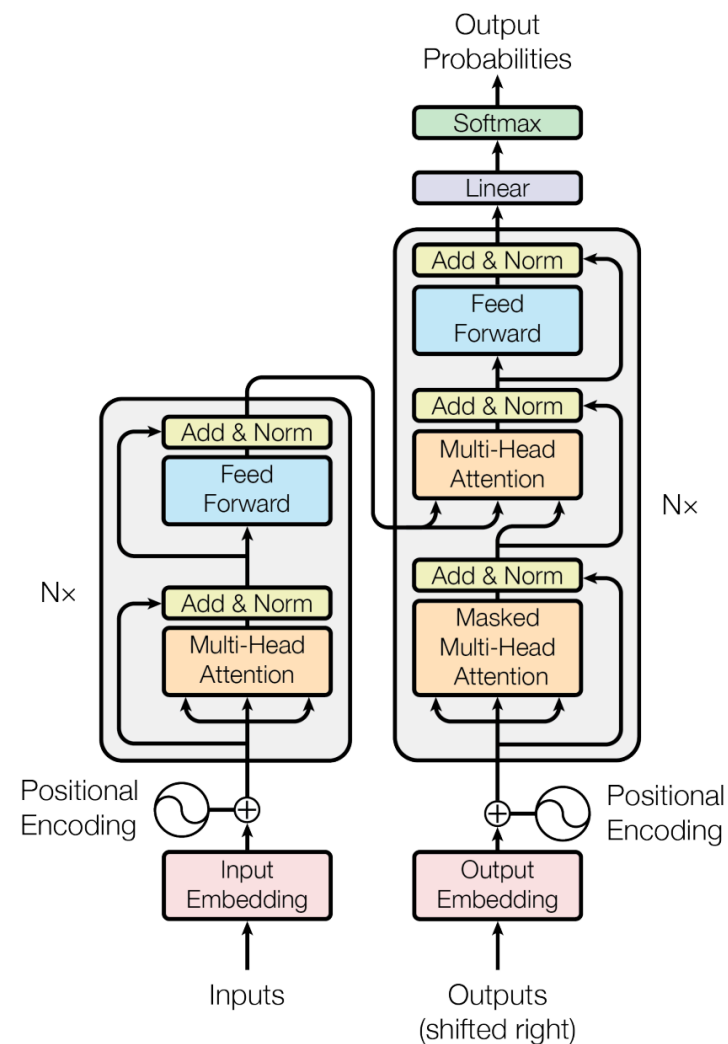 Output
Probabilities
Softmax
Linear
Add & Norm
Feed
Forward
Add & Norm
Multi-Head
Attention
Add & Norm
Masked
Multi-Head
Attention
Nx
Add & Norm
Feed
Forward
Add & Norm
Multi-Head
Attention
Nx
Positional
Encoding
Positional
Encoding
Input
Embedding
Output
Embedding
Inputs
Outputs
(shifted right)